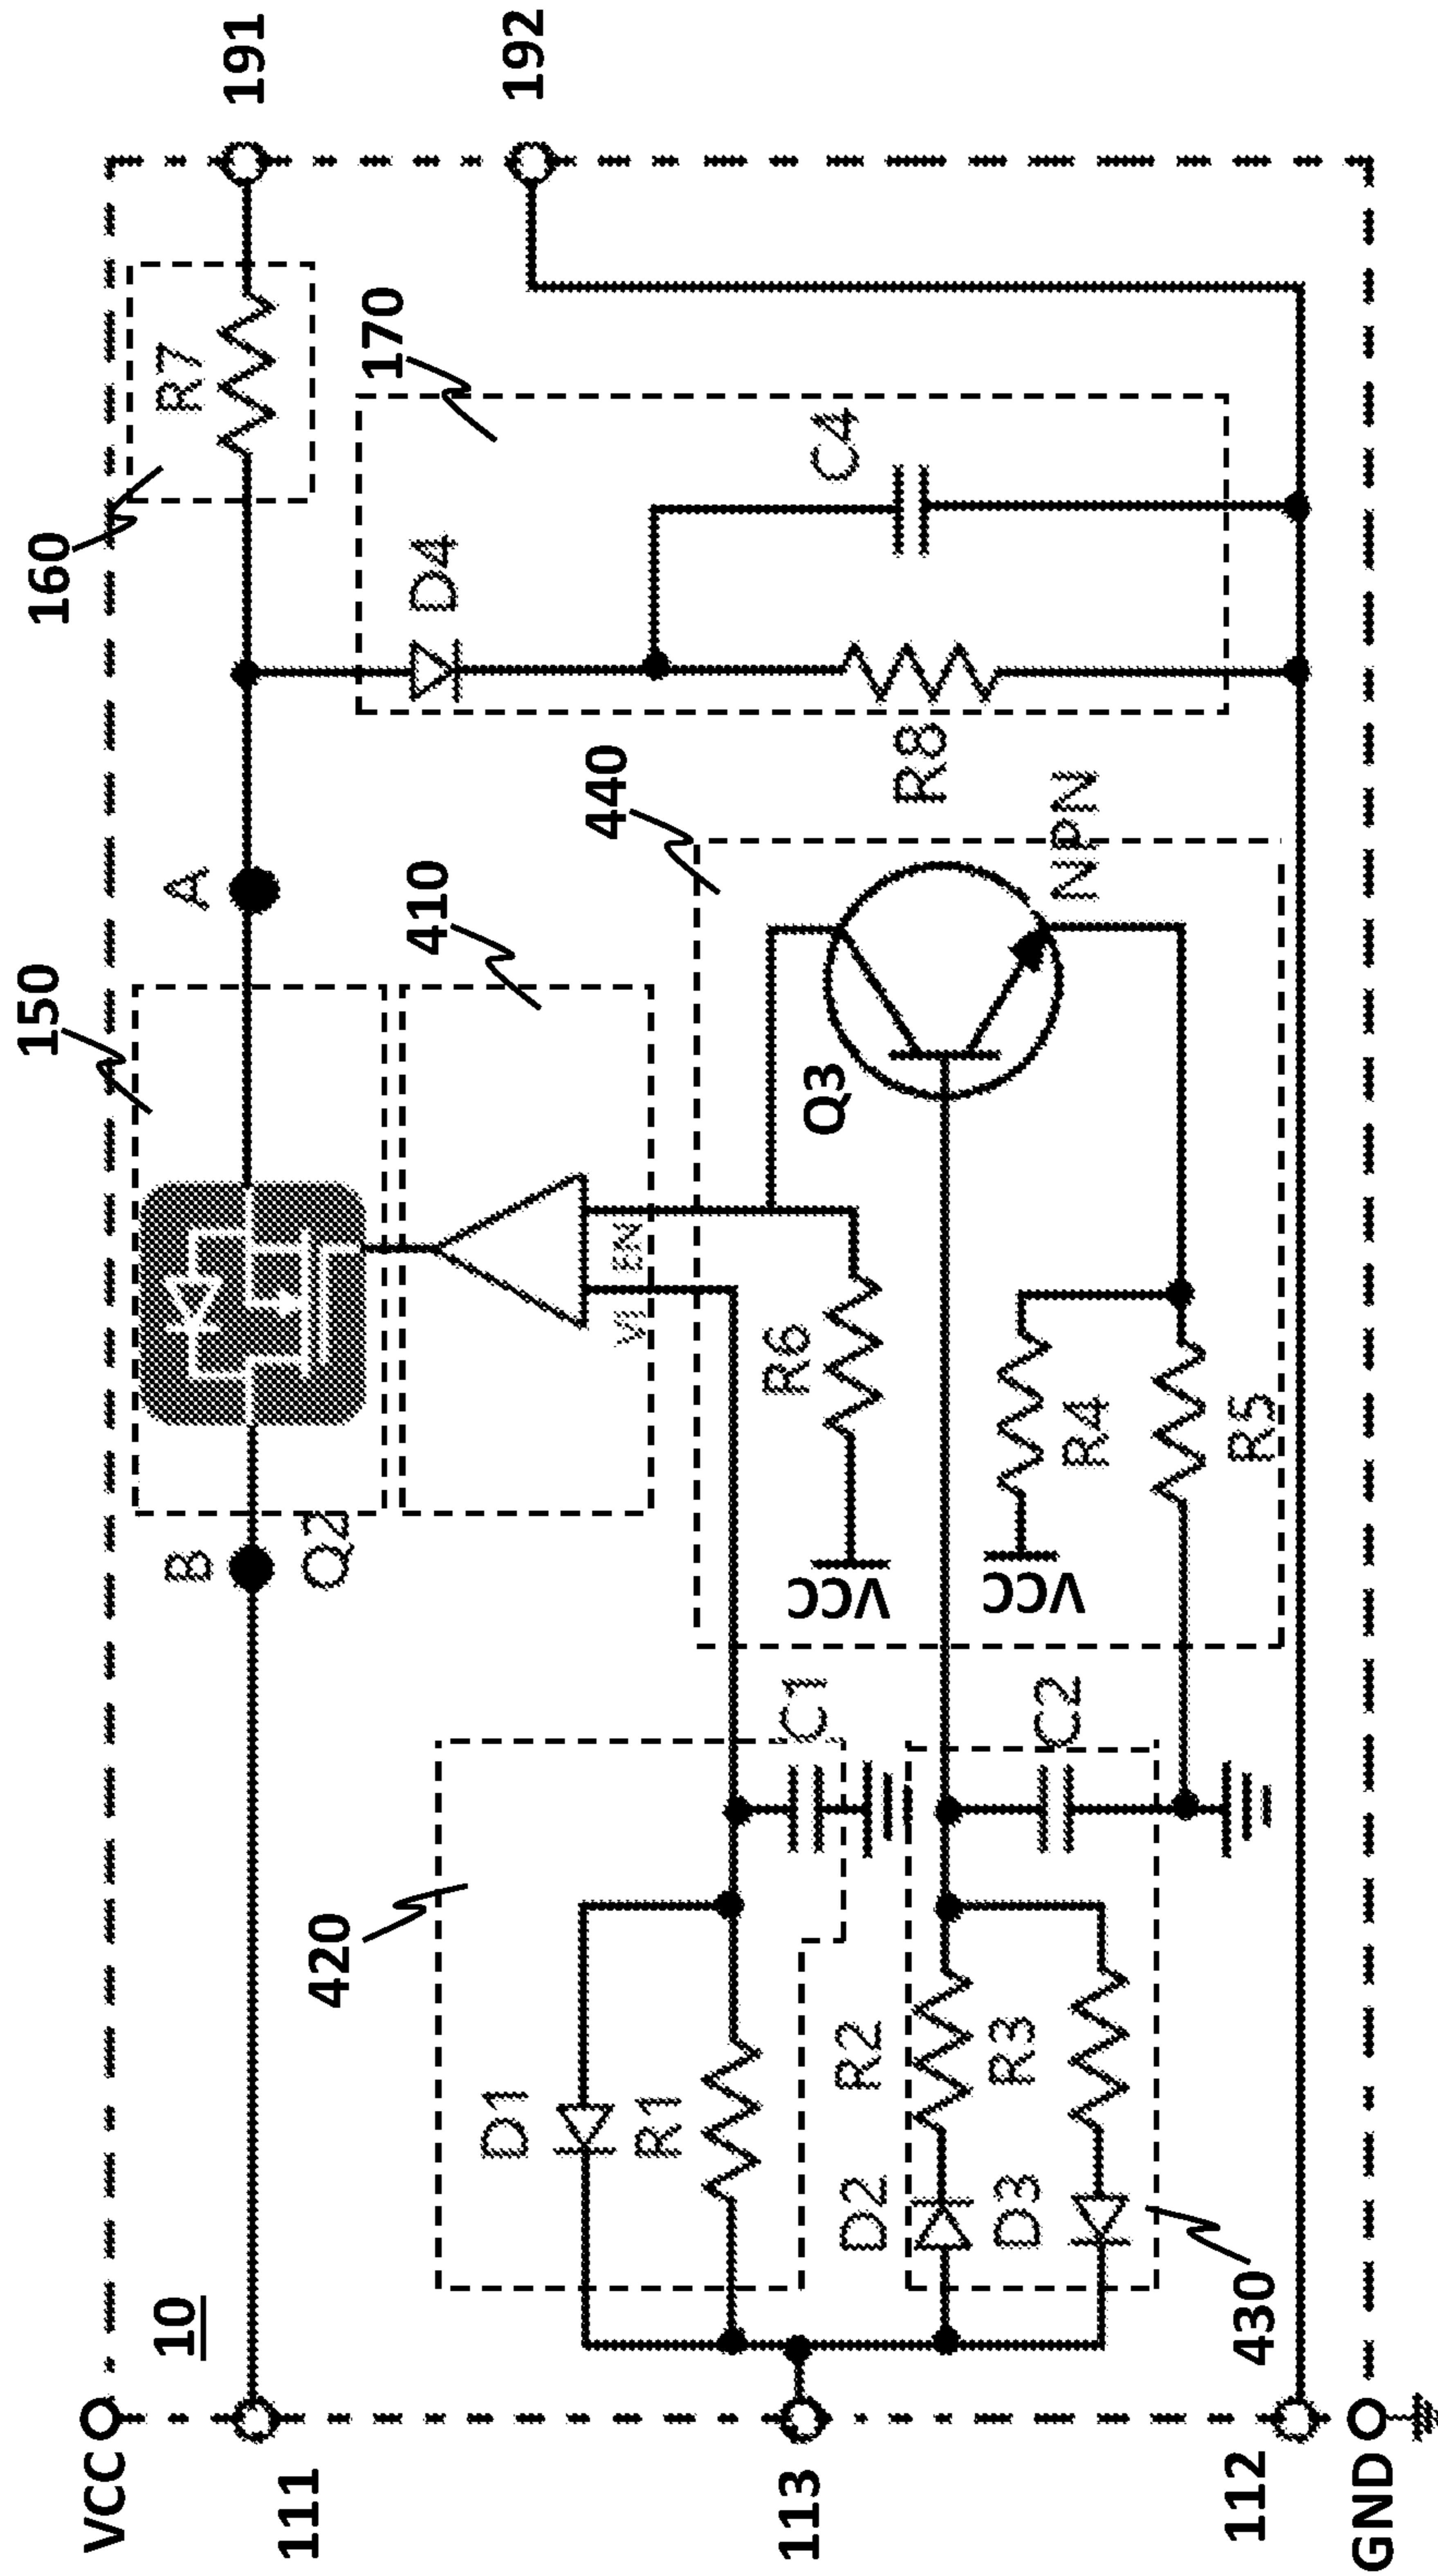 VCC
10
111
113
112
GND
B
Q2
150
A
160
R7
191
192
170
D4
C4
R8
410
VI
EN
440
Q3
NPN
R6
VCC
R4
VCC
R5
420
D1
R1
C1
R2
D2
R3
D3
C2
430